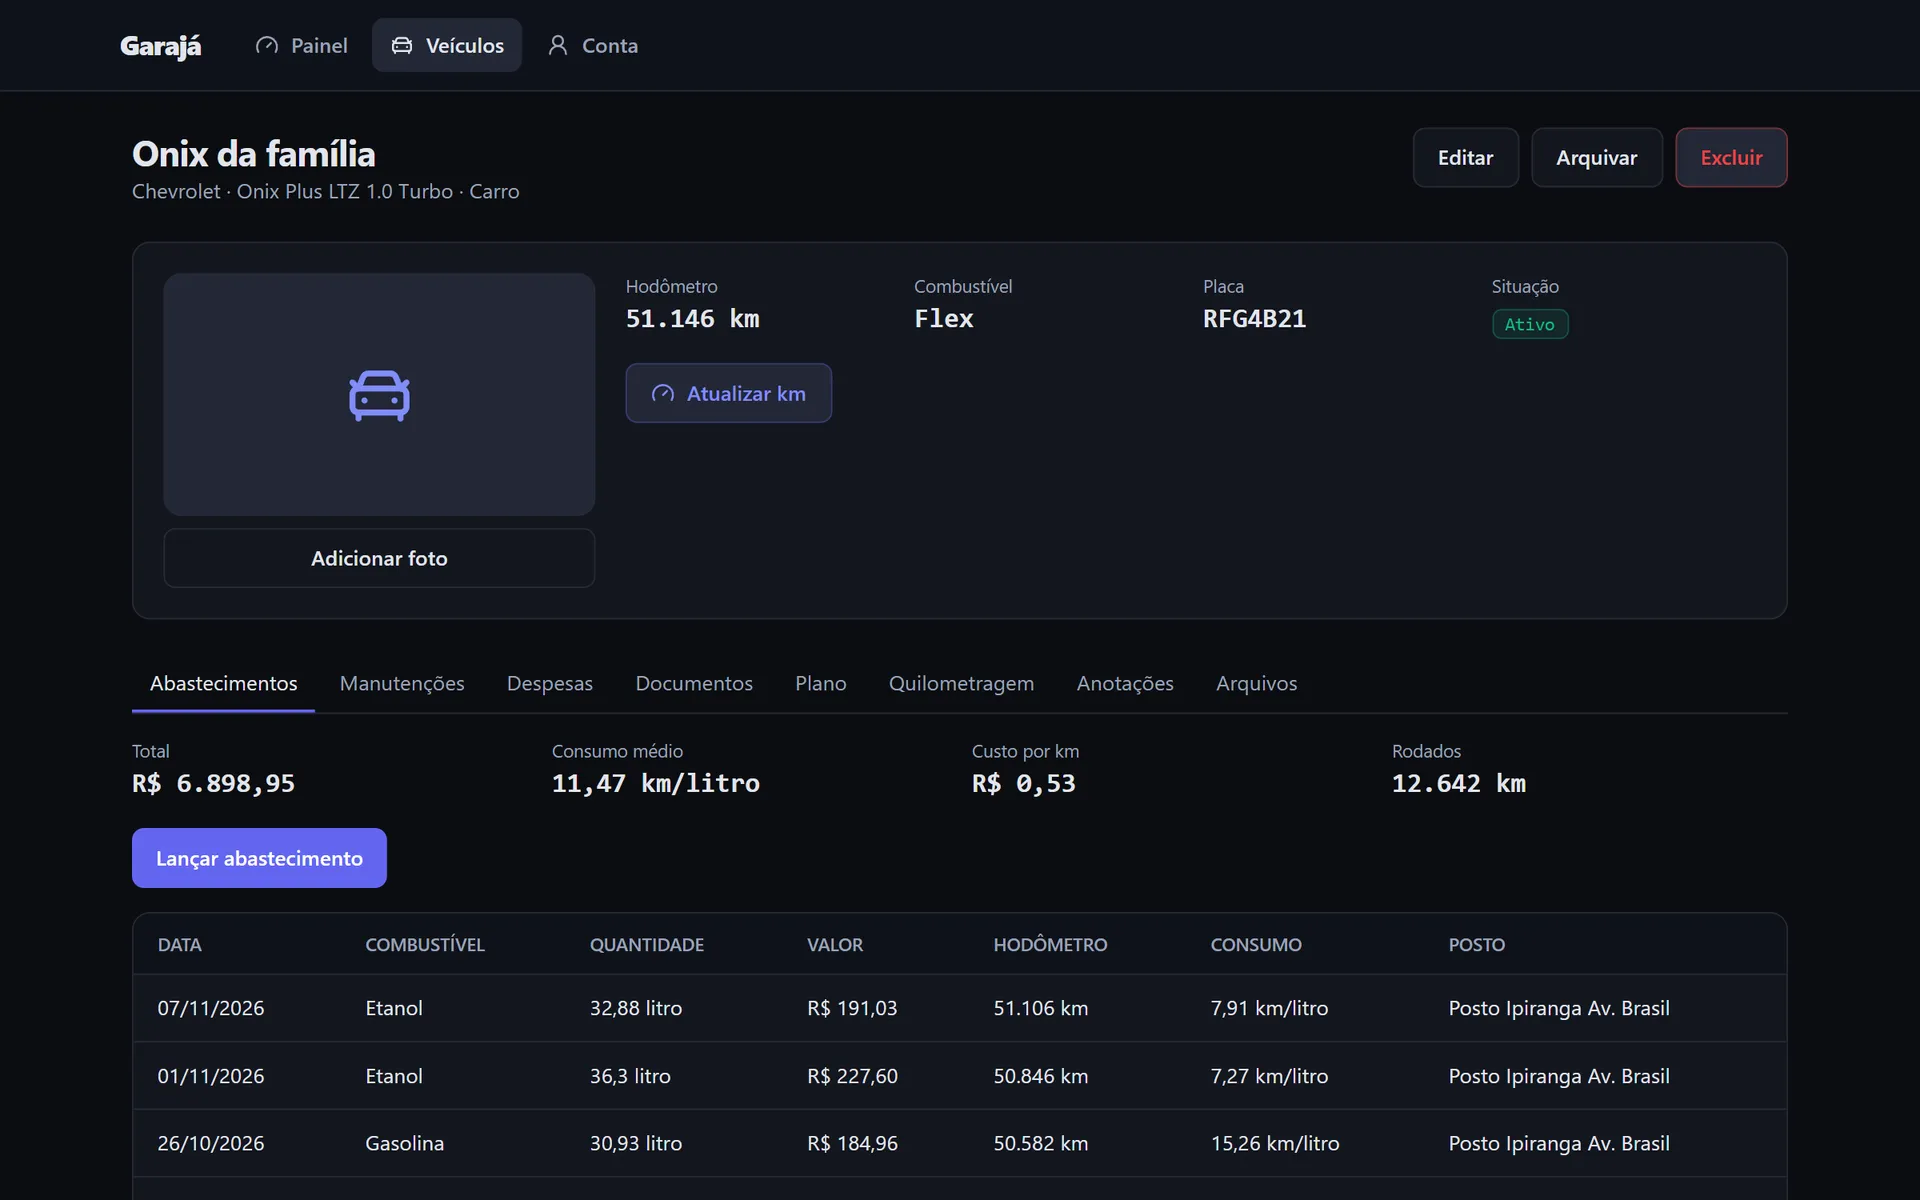 Garajá
Painel
Veículos
Conta
Onix da família
Chevrolet · Onix Plus LTZ 1.0 Turbo · Carro
Editar
Arquivar
Excluir
Hodômetro
51.146 km
Combustível
Flex
Placa
RFG4B21
Situação
Ativo
Atualizar km
Adicionar foto
Abastecimentos
Manutenções
Despesas
Documentos
Plano
Quilometragem
Anotações
Arquivos
Total
R$ 6.898,95
Consumo médio
11,47 km/litro
Custo por km
R$ 0,53
Rodados
12.642 km
Lançar abastecimento
DATA COMBUSTÍVEL QUANTIDADE VALOR HODÔMETRO CONSUMO POSTO
07/11/2026 Etanol 32,88 litro R$ 191,03 51.106 km 7,91 km/litro Posto Ipiranga Av. Brasil
01/11/2026 Etanol 36,3 litro R$ 227,60 50.846 km 7,27 km/litro Posto Ipiranga Av. Brasil
26/10/2026 Gasolina 30,93 litro R$ 184,96 50.582 km 15,26 km/litro Posto Ipiranga Av. Brasil